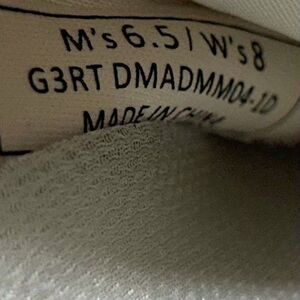 M's 6.5 / W's 8
G3RT DMADMM04-1D
MADE IN CHINA